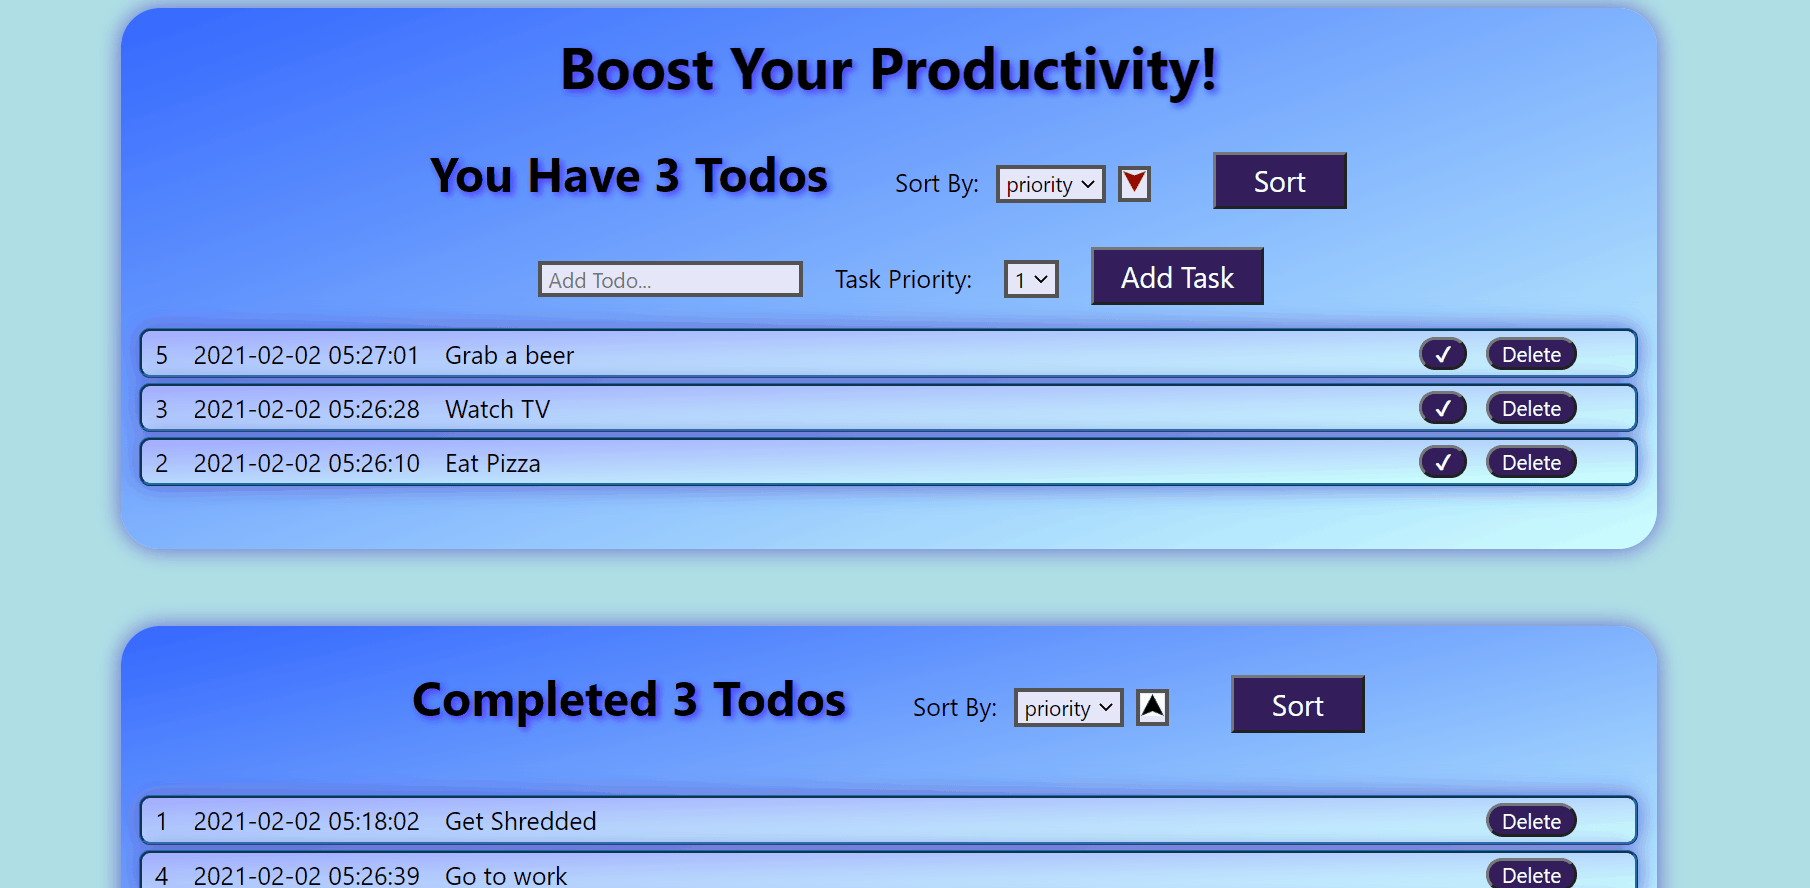 Boost Your Productivity!
You Have 3 Todos Sort By: priority Sort
Add Todo... Task Priority: 1 Add Task
5 2021-02-02 05:27:01 Grab a beer ✓ Delete
3 2021-02-02 05:26:28 Watch TV ✓ Delete
2 2021-02-02 05:26:10 Eat Pizza ✓ Delete
Completed 3 Todos Sort By: priority Sort
1 2021-02-02 05:18:02 Get Shredded Delete
4 2021-02-02 05:26:39 Go to work Delete